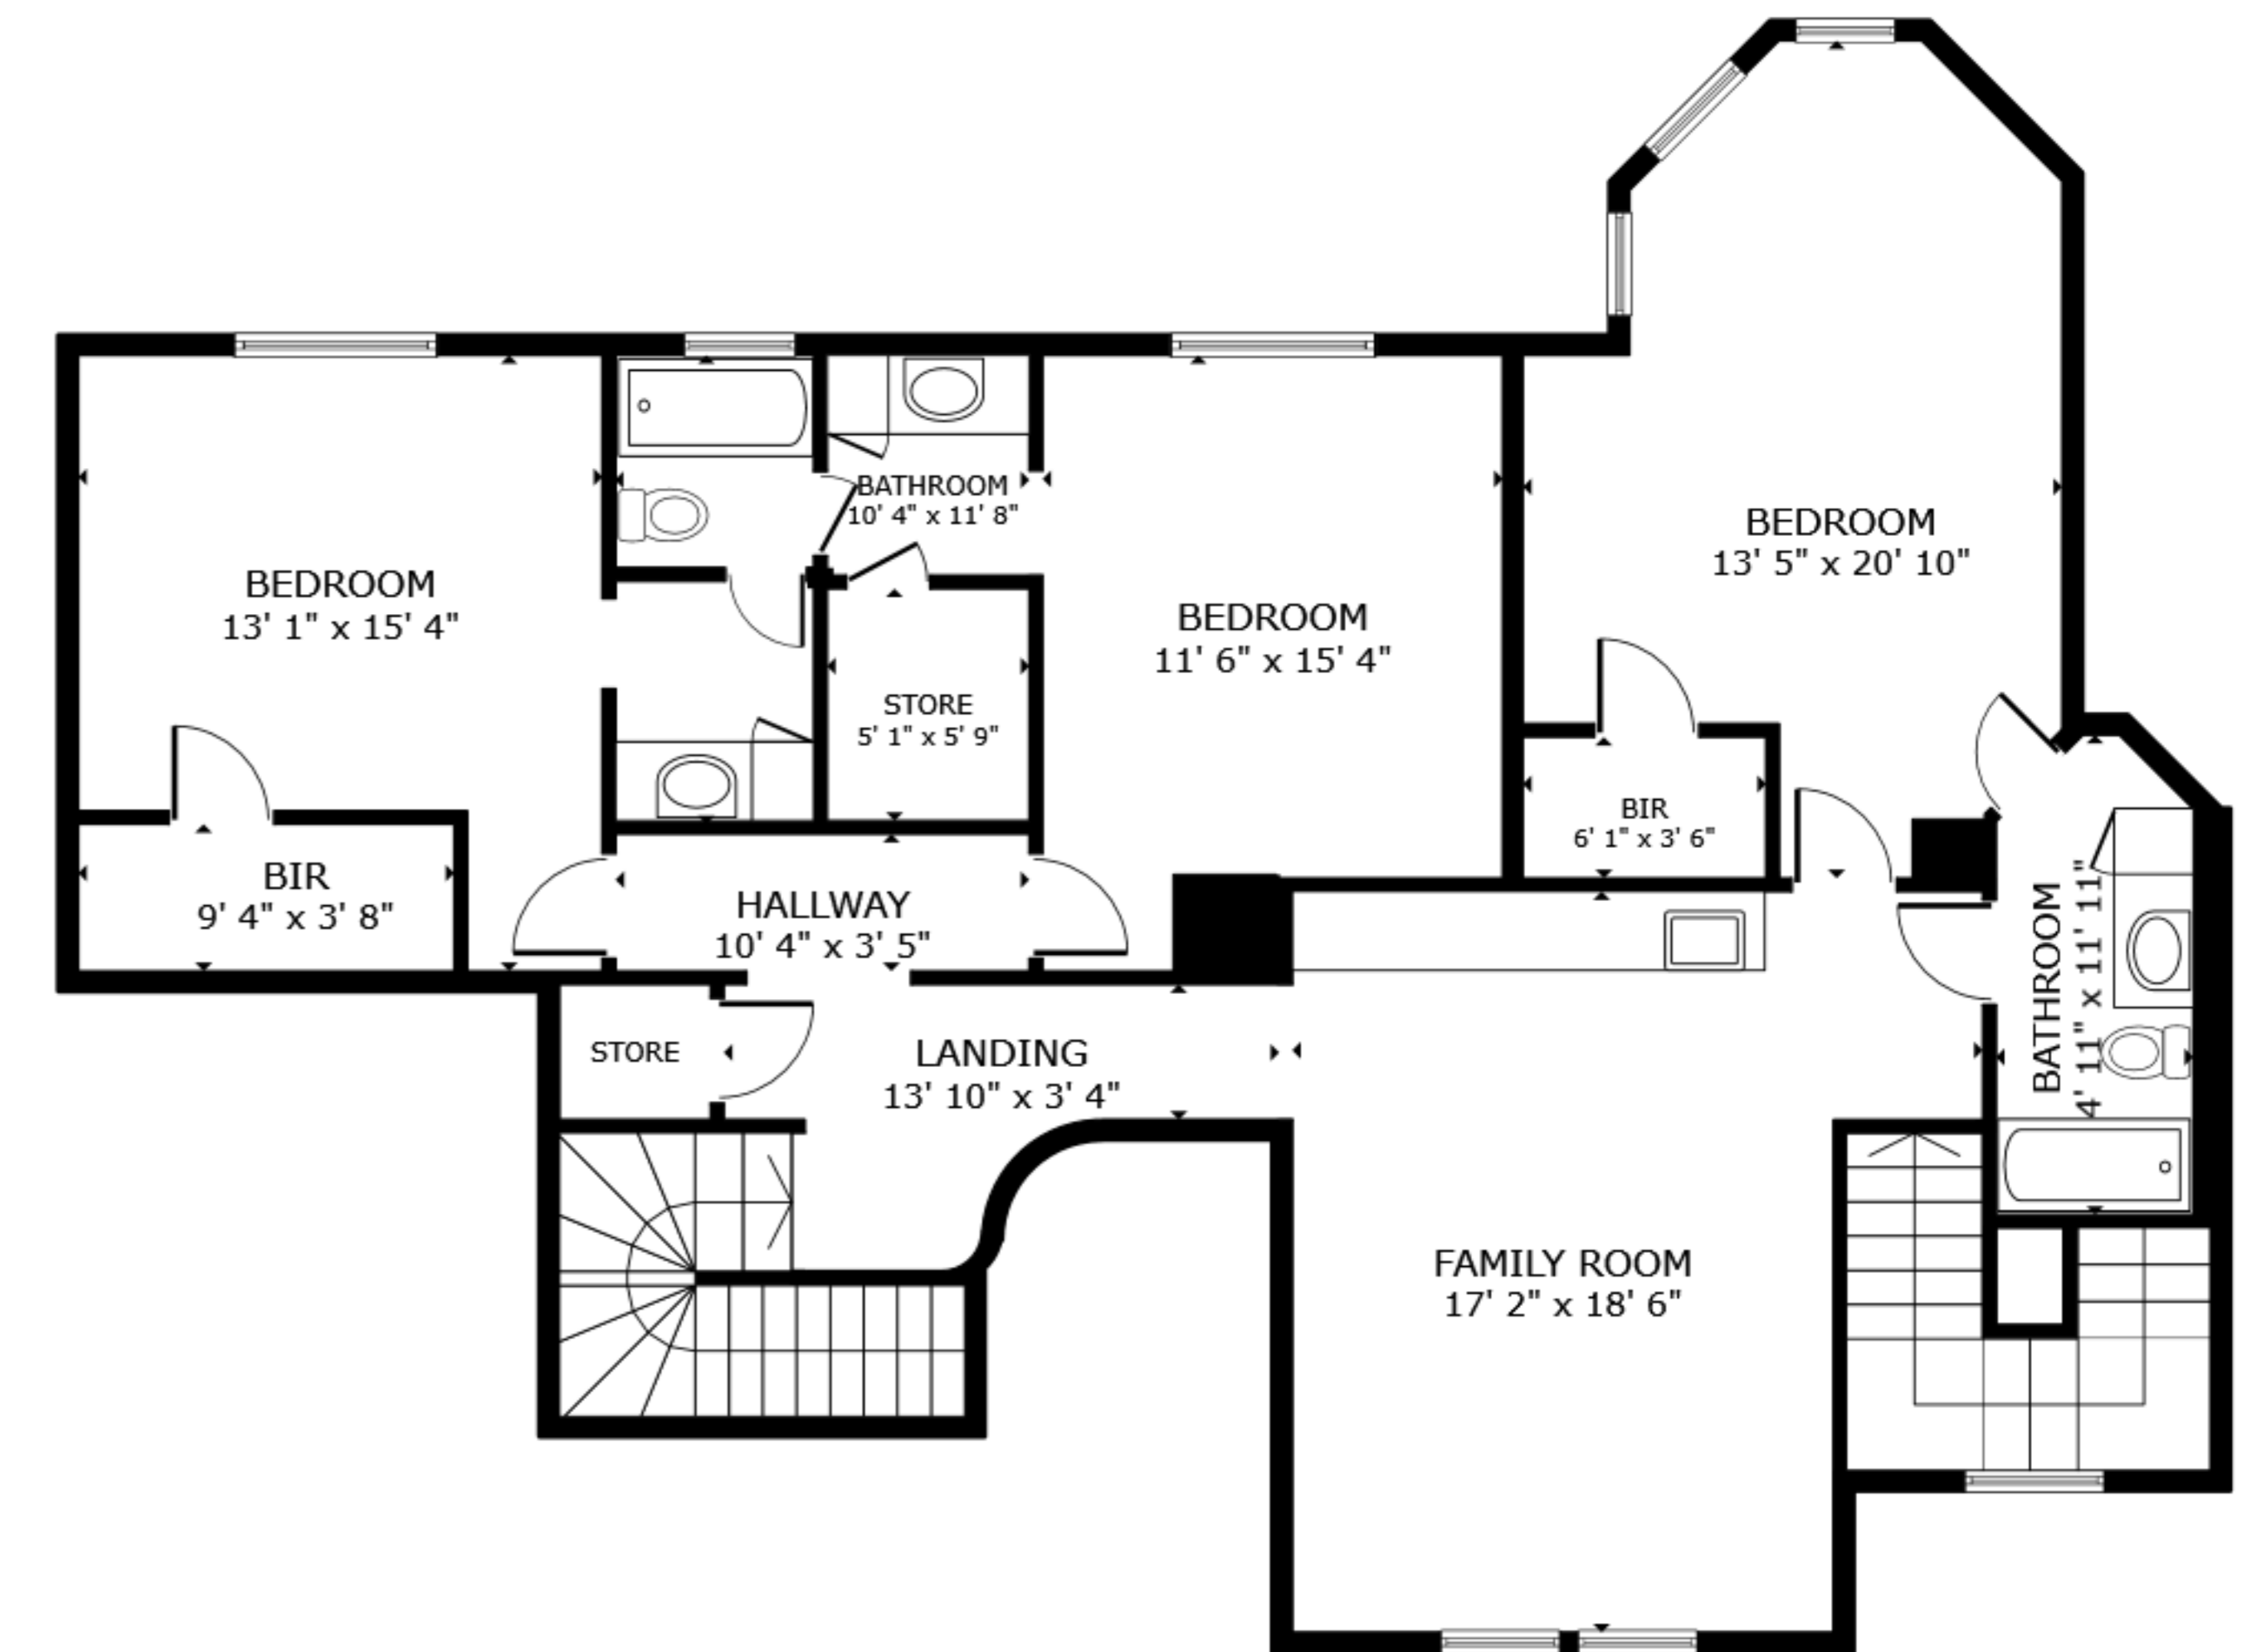 BEDROOM
13' 1" x 15' 4"
BIR
9' 4" x 3' 8"
BATHROOM
10' 4" x 11' 8"
STORE
5' 1" x 5' 9"
HALLWAY
10' 4" x 3' 5"
BEDROOM
11' 6" x 15' 4"
BEDROOM
13' 5" x 20' 10"
BIR
6' 1" x 3' 6"
BATHROOM
4' 11" x 11' 11"
STORE
LANDING
13' 10" x 3' 4"
FAMILY ROOM
17' 2" x 18' 6"